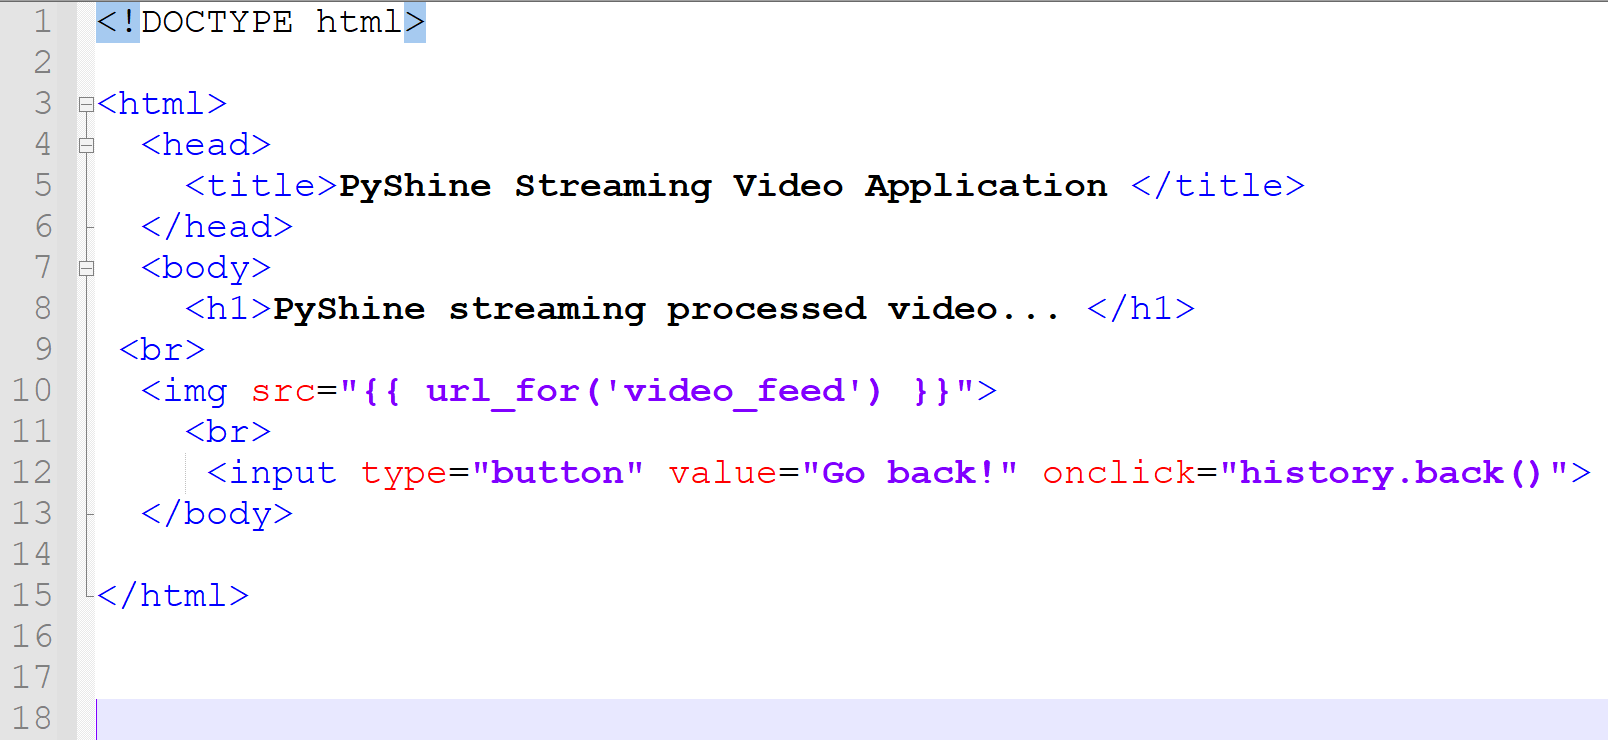 1 <!DOCTYPE html>
2
3 <html>
4 <head>
5 <title>PyShine Streaming Video Application </title>
6 </head>
7 <body>
8 <h1>PyShine streaming processed video... </h1>
9 <br>
10 <img src="{{ url_for('video_feed') }}">
11 <br>
12 <input type="button" value="Go back!" onclick="history.back()">
13 </body>
14
15 </html>
16
17
18